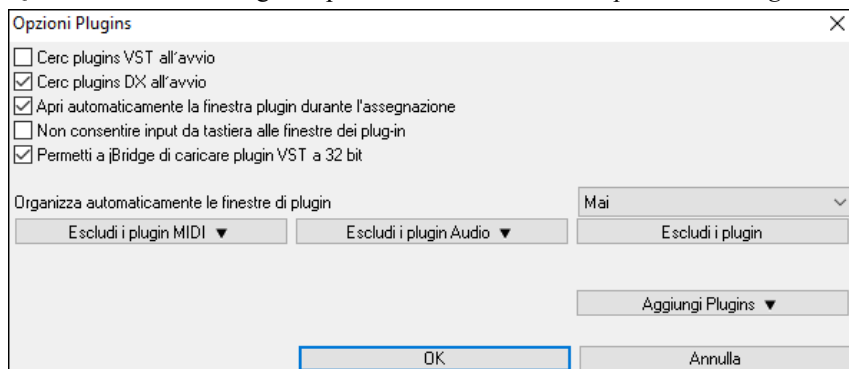 Opzioni Plugins
Cerc plugins VST all´avvio
Cerc plugins DX all´avvio
Apri automaticamente la finestra plugin durante l'assegnazione
Non consentire input da tastiera alle finestre dei plug-in
Permetti a jBridge di caricare plugin VST a 32 bit
Organizza automaticamente le finestre di plugin Mai
Escludi i plugin MIDI ▼ Escludi i plugin Audio ▼ Escludi i plugin
Aggiungi Plugins ▼
OK Annulla